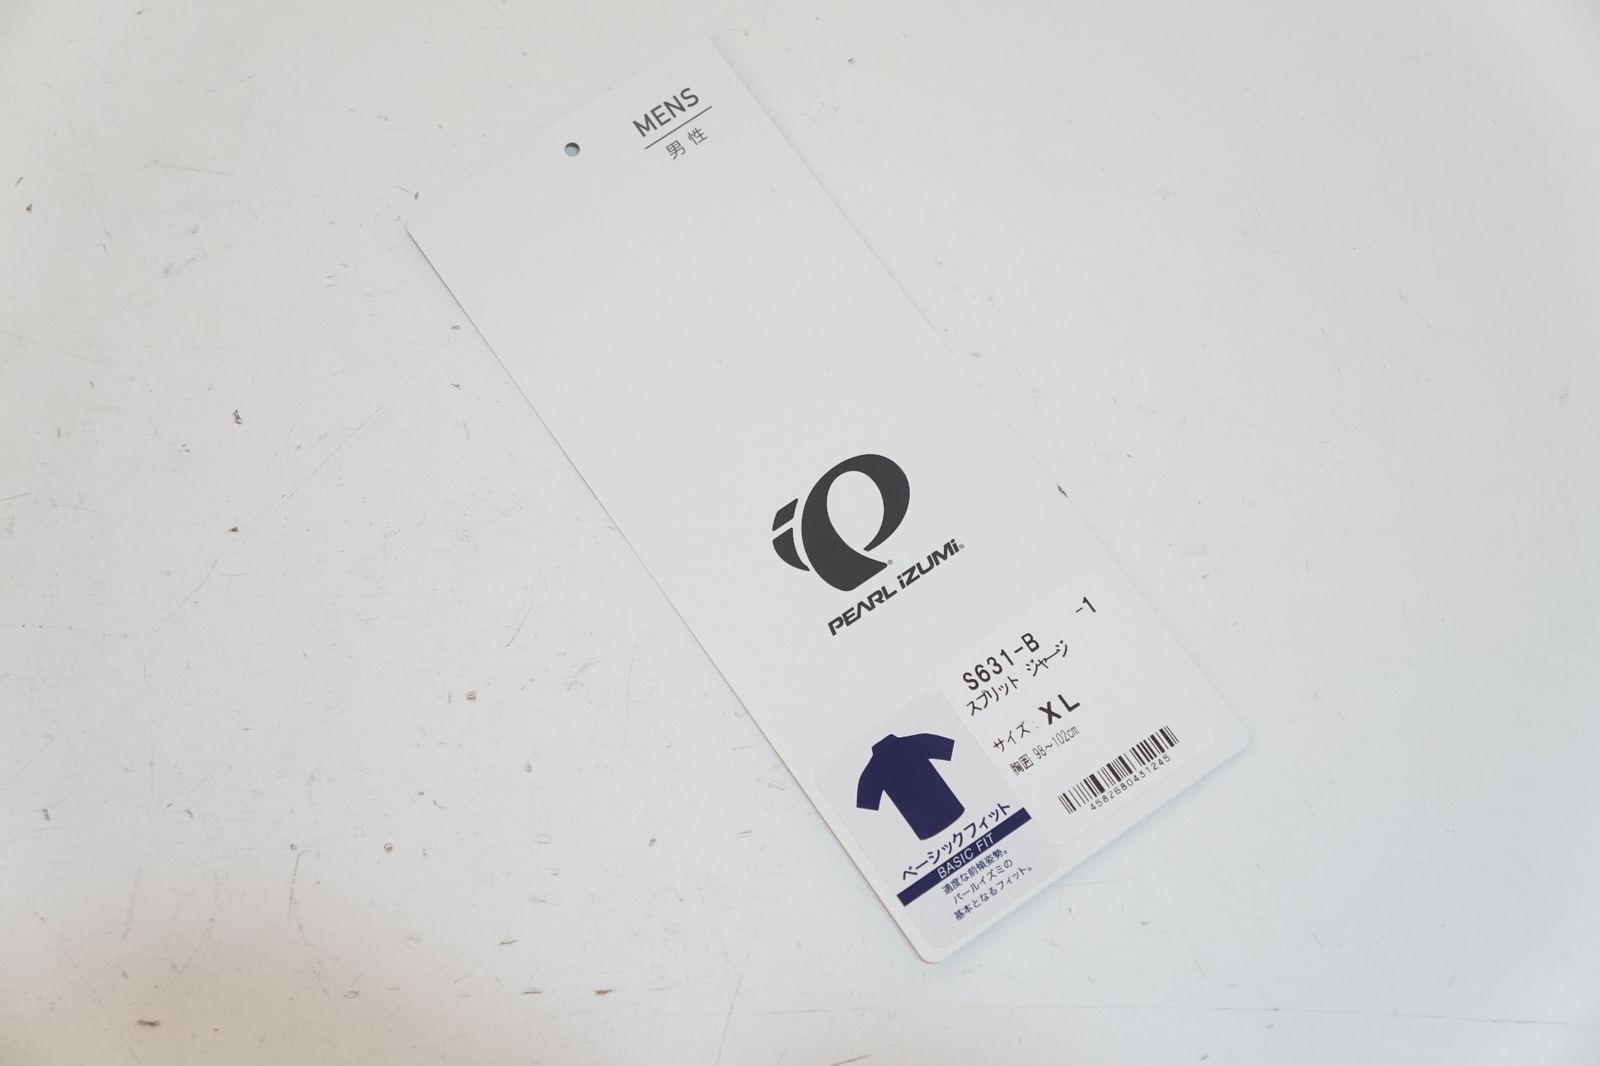 MENS
男性
PEARL iZUMi
S631-B -1
スプリット ジャージ
サイズ: XL
胸囲 98~102cm
4582680431245
ベーシックフィット
BASIC FIT
適度な前傾姿勢。
パールイズミの
基本となるフィット。